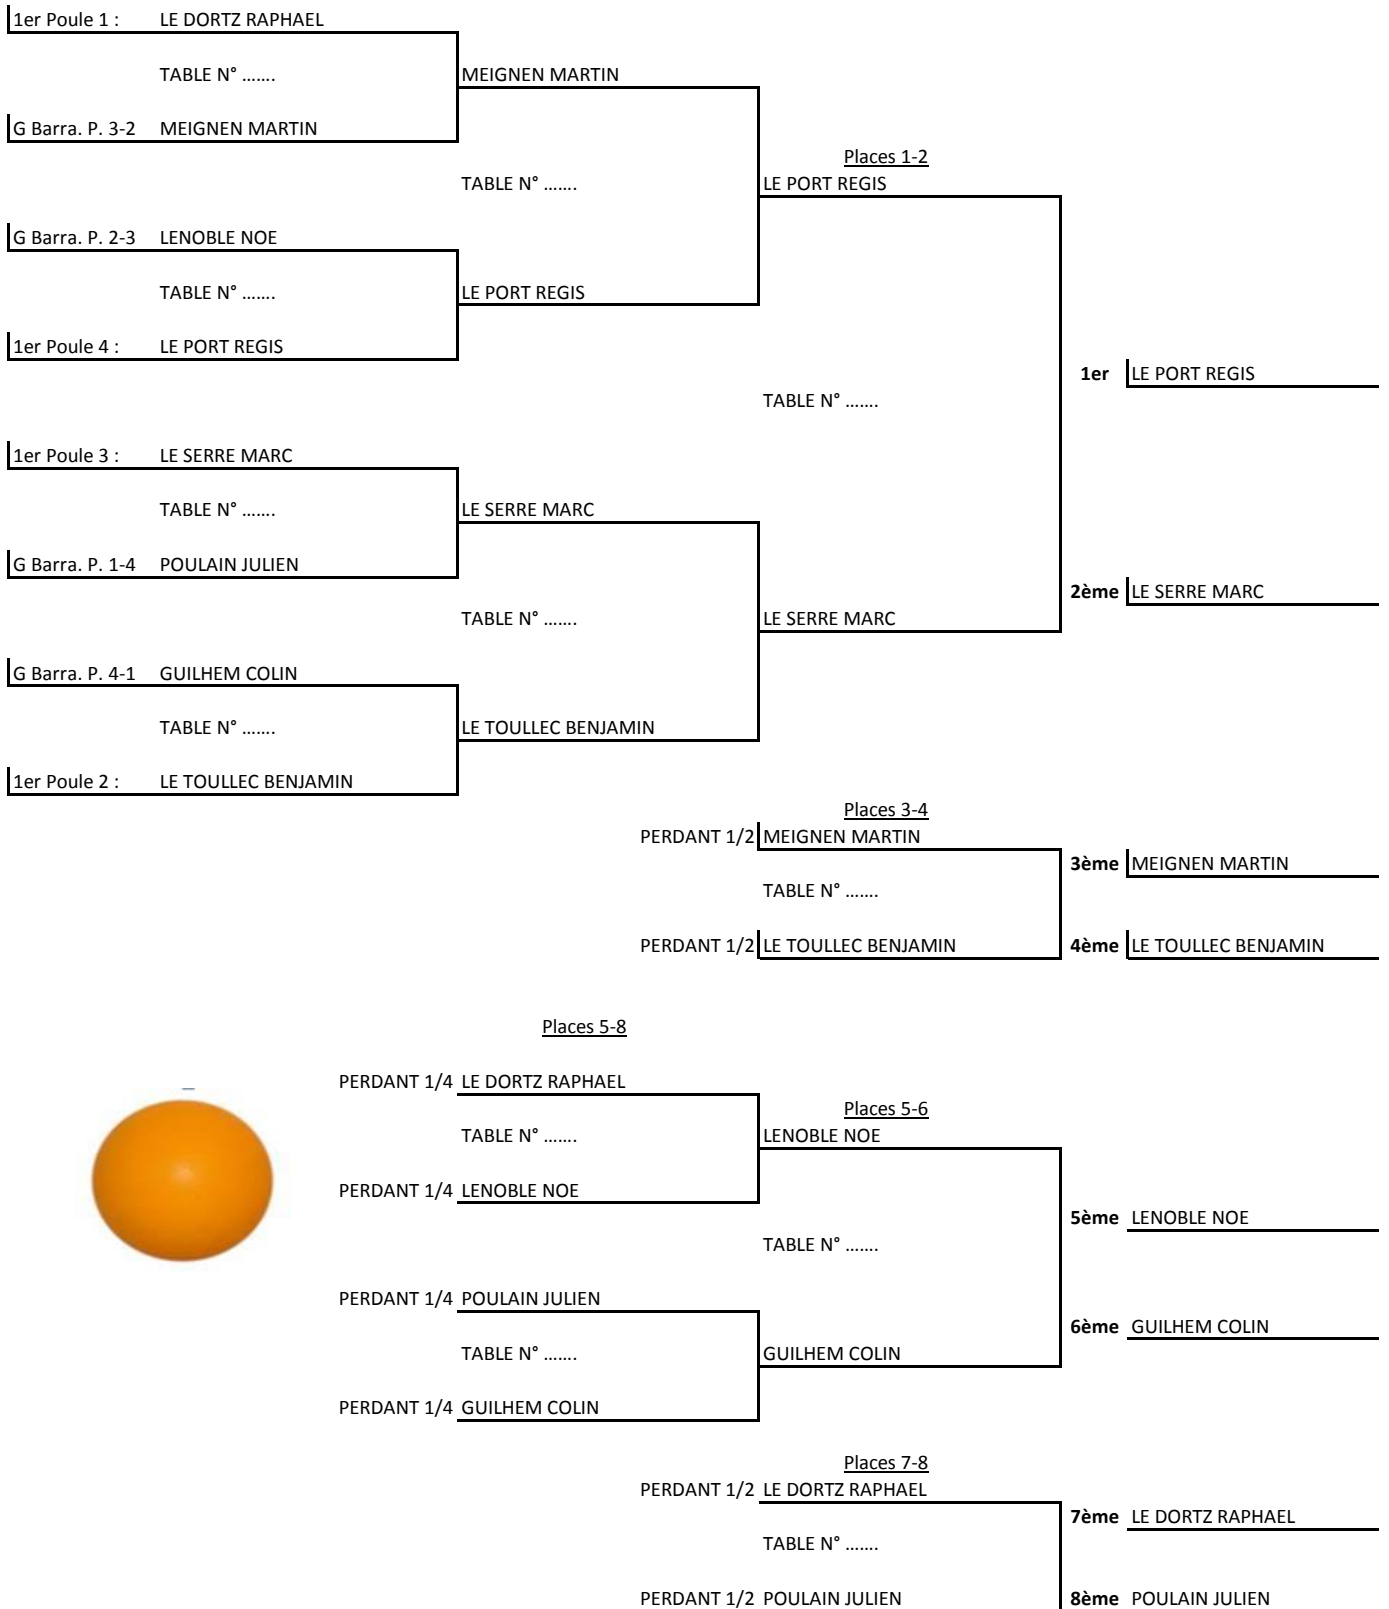 1er Poule 1 : LE DORTZ RAPHAEL
TABLE N° ....... MEIGNEN MARTIN
G Barra. P. 3-2 MEIGNEN MARTIN
Places 1-2
TABLE N° ....... LE PORT REGIS
G Barra. P. 2-3 LENOBLE NOE
TABLE N° ....... LE PORT REGIS
1er Poule 4 : LE PORT REGIS
1er LE PORT REGIS
TABLE N° .......
1er Poule 3 : LE SERRE MARC
TABLE N° ....... LE SERRE MARC
G Barra. P. 1-4 POULAIN JULIEN
2ème LE SERRE MARC
TABLE N° ....... LE SERRE MARC
G Barra. P. 4-1 GUILHEM COLIN
TABLE N° ....... LE TOULLEC BENJAMIN
1er Poule 2 : LE TOULLEC BENJAMIN
Places 3-4
PERDANT 1/2 MEIGNEN MARTIN
3ème MEIGNEN MARTIN
TABLE N° .......
PERDANT 1/2 LE TOULLEC BENJAMIN 4ème LE TOULLEC BENJAMIN
Places 5-8
PERDANT 1/4 LE DORTZ RAPHAEL
Places 5-6
TABLE N° ....... LENOBLE NOE
PERDANT 1/4 LENOBLE NOE
5ème LENOBLE NOE
TABLE N° .......
PERDANT 1/4 POULAIN JULIEN
6ème GUILHEM COLIN
TABLE N° ....... GUILHEM COLIN
PERDANT 1/4 GUILHEM COLIN
Places 7-8
PERDANT 1/2 LE DORTZ RAPHAEL
7ème LE DORTZ RAPHAEL
TABLE N° .......
PERDANT 1/2 POULAIN JULIEN 8ème POULAIN JULIEN